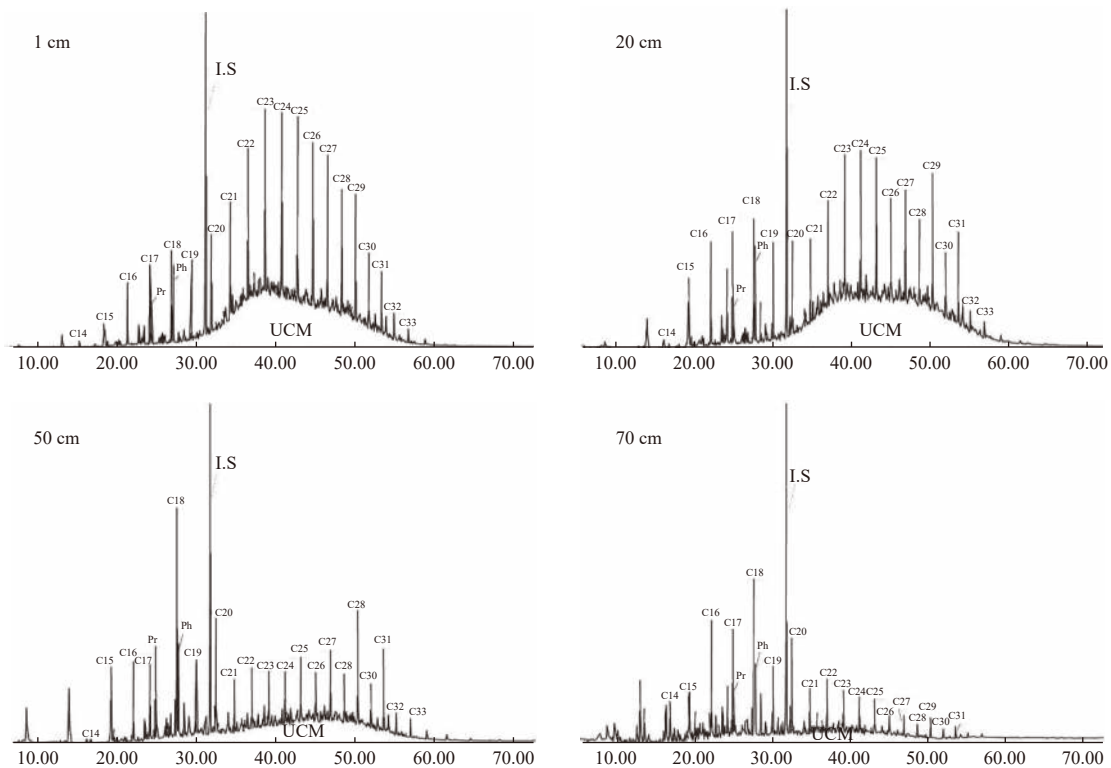 1 cm
I.S
C14
C15
C16
C17
Pr
C18
Ph
C19
C20
C21
C22
C23
C24
C25
C26
C27
C28
C29
C30
C31
C32
C33
UCM
10.00 20.00 30.00 40.00 50.00 60.00 70.00
20 cm
I.S
C14
C15
C16
C17
Pr
C18
Ph
C19
C20
C21
C22
C23
C24
C25
C26
C27
C28
C29
C30
C31
C32
C33
UCM
10.00 20.00 30.00 40.00 50.00 60.00 70.00
50 cm
I.S
C14
C15
C16
C17
Pr
C18
Ph
C19
C20
C21
C22
C23
C24
C25
C26
C27
C28
C28
C30
C31
C32
C33
UCM
10.00 20.00 30.00 40.00 50.00 60.00 70.00
70 cm
I.S
C14
C15
C16
C17
Pr
C18
Ph
C19
C20
C21
C22
C23
C24
C25
C26
C27
C28
C29
C30
C31
UCM
10.00 20.00 30.00 40.00 50.00 60.00 70.00